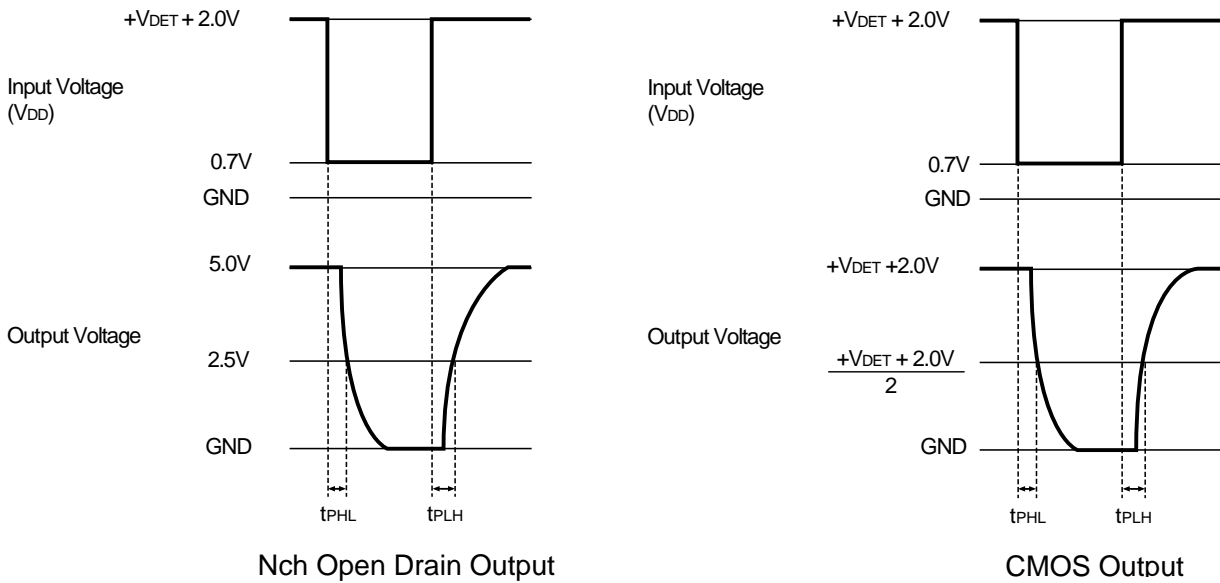 +VDET + 2.0V
Input Voltage
(VDD)
0.7V
GND
5.0V
Output Voltage
2.5V
GND
tPHL
tPLH
Nch Open Drain Output
+VDET + 2.0V
Input Voltage
(VDD)
0.7V
GND
+VDET +2.0V
Output Voltage
+VDET + 2.0V
2
GND
tPHL
tPLH
CMOS Output